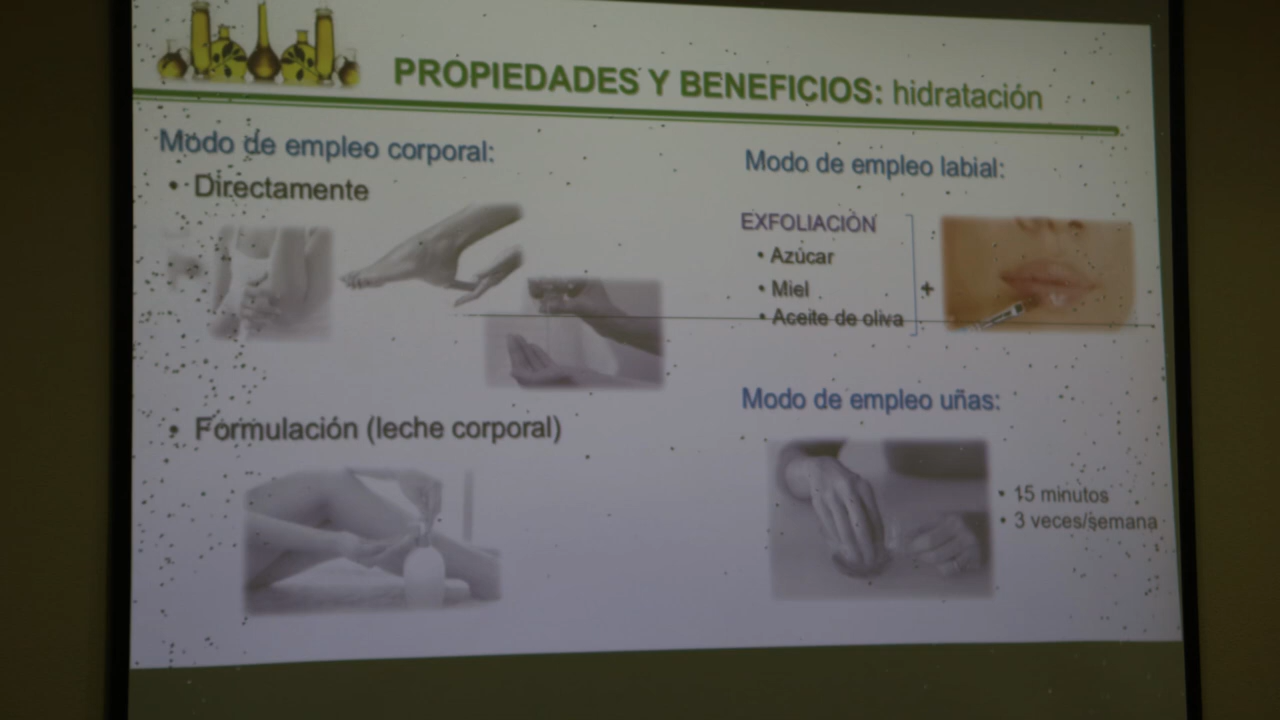 PROPIEDADES Y BENEFICIOS: hidratación
Modo de empleo corporal:
• Directamente
• Formulación (leche corporal)
Modo de empleo labial:
EXFOLIACIÓN
• Azúcar
• Miel
• Aceite de oliva
+
Modo de empleo uñas:
• 15 minutos
• 3 veces/semana